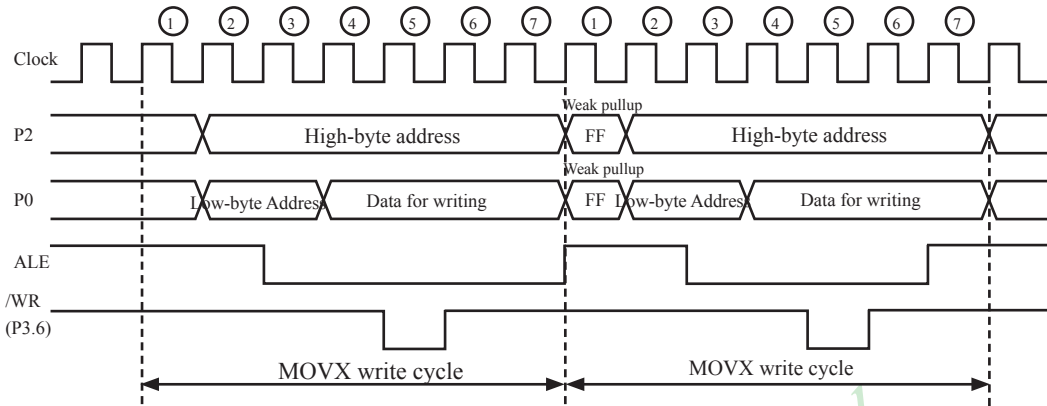 1 2 3 4 5 6 7 1 2 3 4 5 6 7
Clock
Weak pullup
P2 High-byte address FF High-byte address
Weak pullup
P0 Low-byte Address Data for writing FF Low-byte Address Data for writing
ALE
/WR
(P3.6)
MOVX write cycle MOVX write cycle